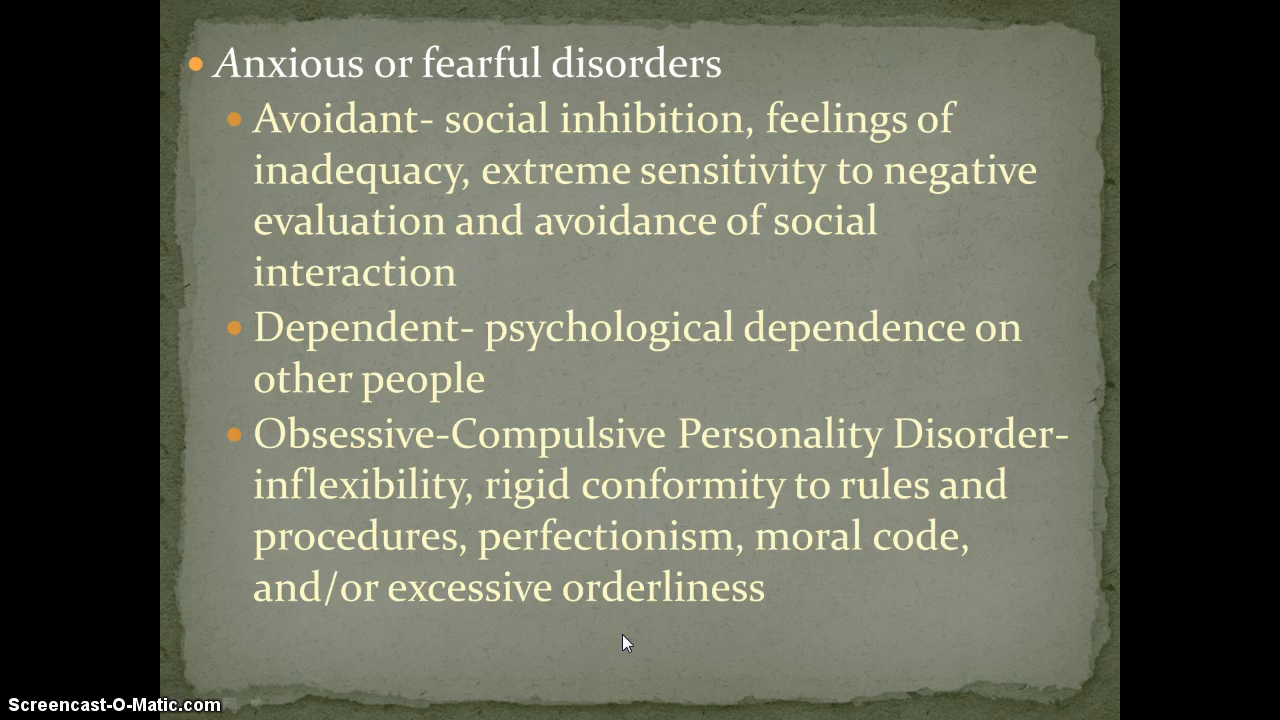 Anxious or fearful disorders
Avoidant- social inhibition, feelings of
inadequacy, extreme sensitivity to negative
evaluation and avoidance of social
interaction
Dependent- psychological dependence on
other people
Obsessive-Compulsive Personality Disorder-
inflexibility, rigid conformity to rules and
procedures, perfectionism, moral code,
and/or excessive orderliness
Screencast-O-Matic.com